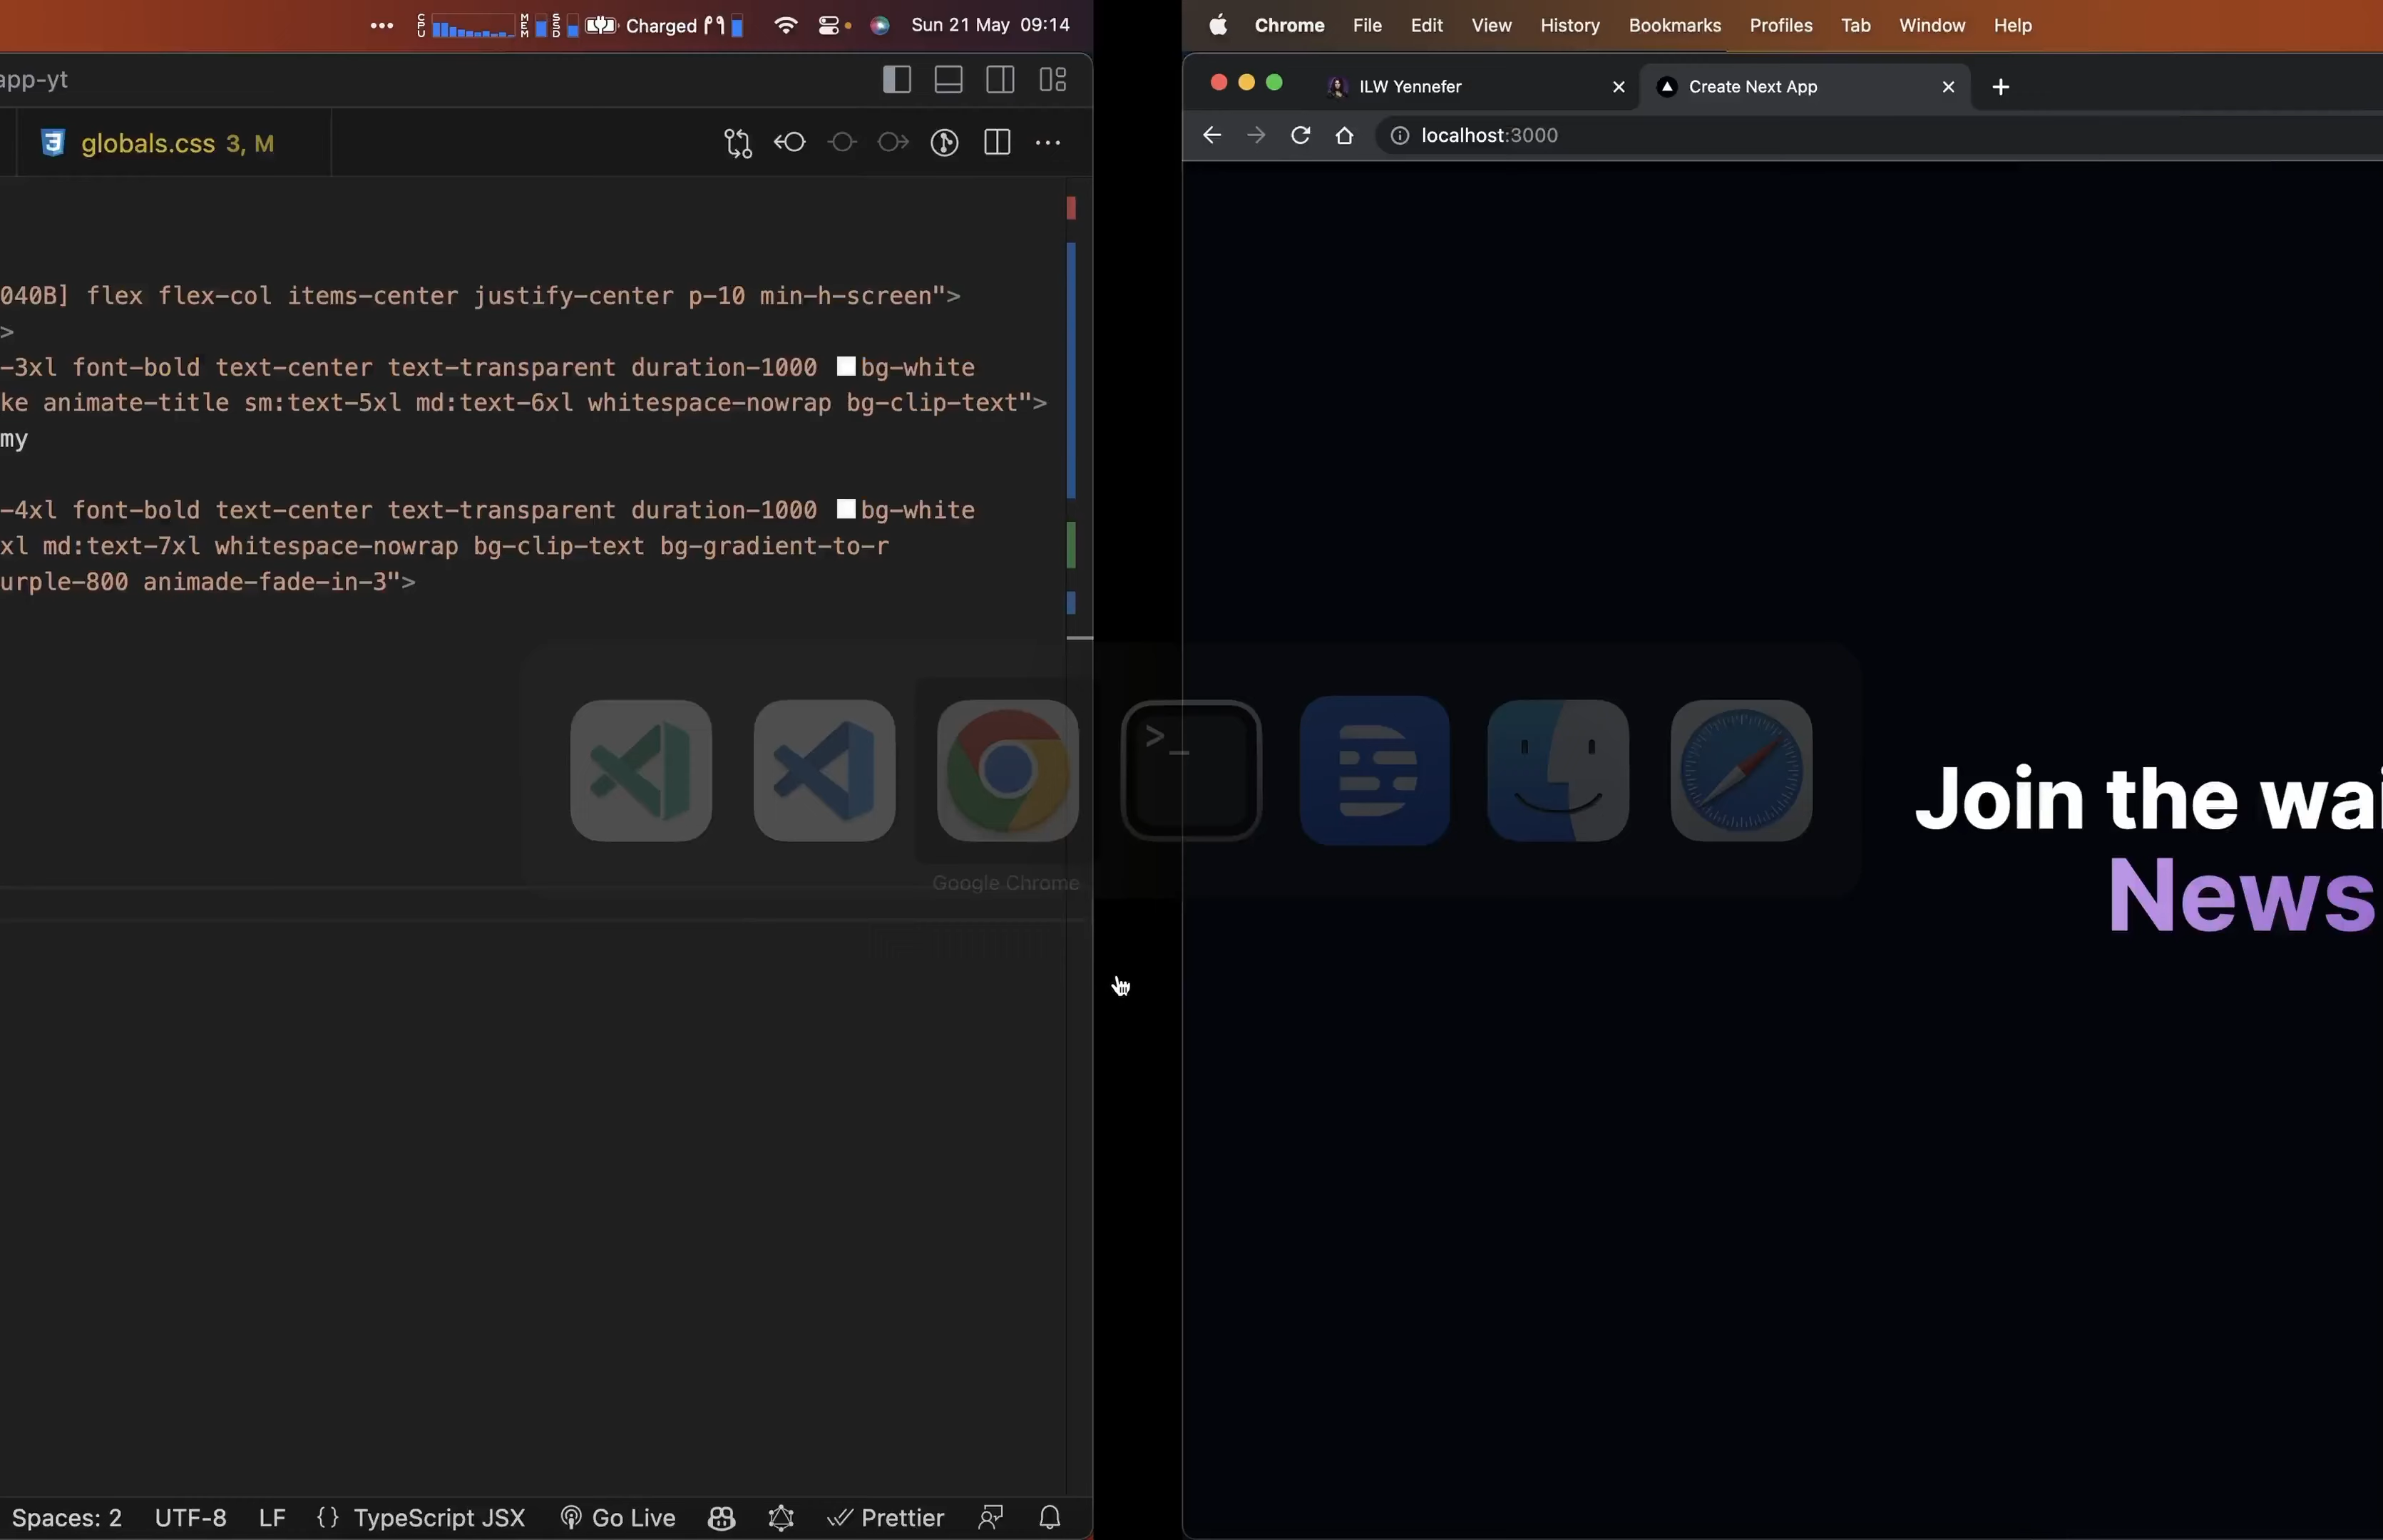 CPU MEM SSD Charged Sun 21 May 09:14
app-yt
globals.css 3, M
040B] flex flex-col items-center justify-center p-10 min-h-screen">
>
-3xl font-bold text-center text-transparent duration-1000 bg-white
ke animate-title sm:text-5xl md:text-6xl whitespace-nowrap bg-clip-text">
my
-4xl font-bold text-center text-transparent duration-1000 bg-white
xl md:text-7xl whitespace-nowrap bg-clip-text bg-gradient-to-r
urple-800 animade-fade-in-3">
Spaces: 2 UTF-8 LF {} TypeScript JSX Go Live Prettier
Chrome File Edit View History Bookmarks Profiles Tab Window Help
ILW Yennefer Create Next App
localhost:3000
Join the wai
News
>_
Google Chrome